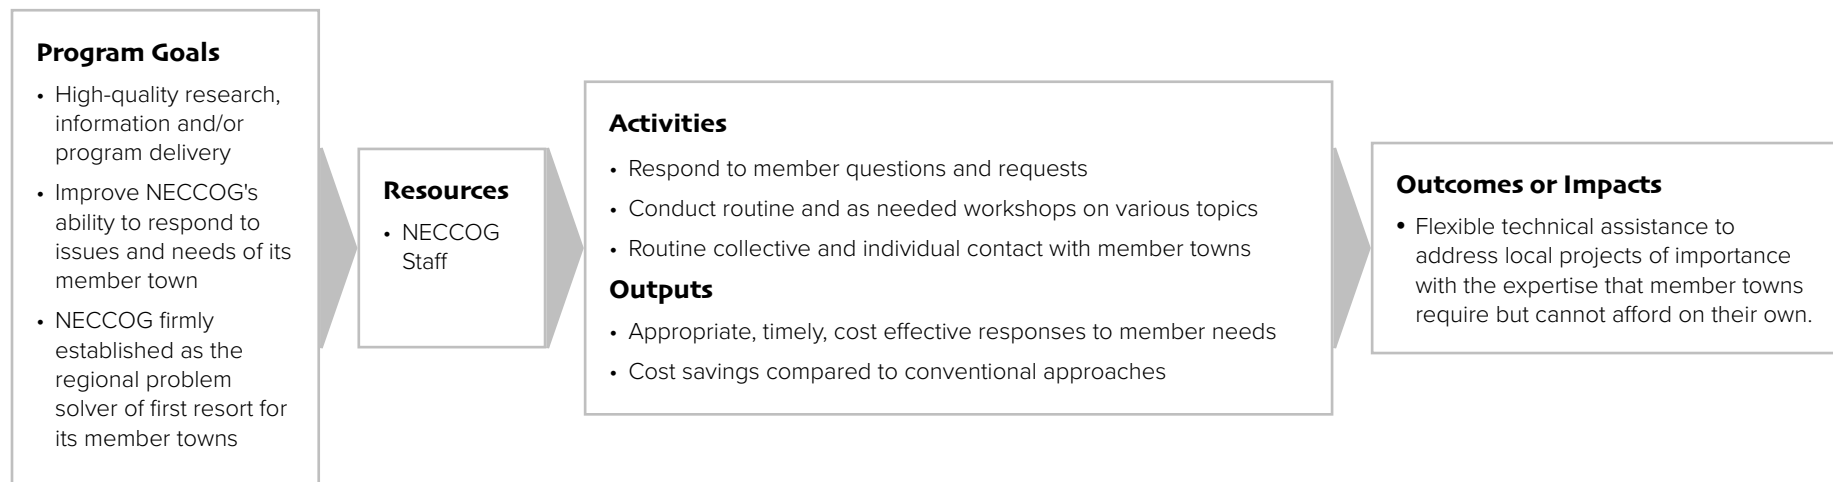 Program Goals
• High-quality research,
information and/or
program delivery
• Improve NECCOG's
ability to respond to
issues and needs of its
member town
• NECCOG firmly
established as the
regional problem
solver of first resort for
its member towns
Resources
• NECCOG
Staff
Activities
• Respond to member questions and requests
• Conduct routine and as needed workshops on various topics
• Routine collective and individual contact with member towns
Outputs
• Appropriate, timely, cost effective responses to member needs
• Cost savings compared to conventional approaches
Outcomes or Impacts
• Flexible technical assistance to
address local projects of importance
with the expertise that member towns
require but cannot afford on their own.